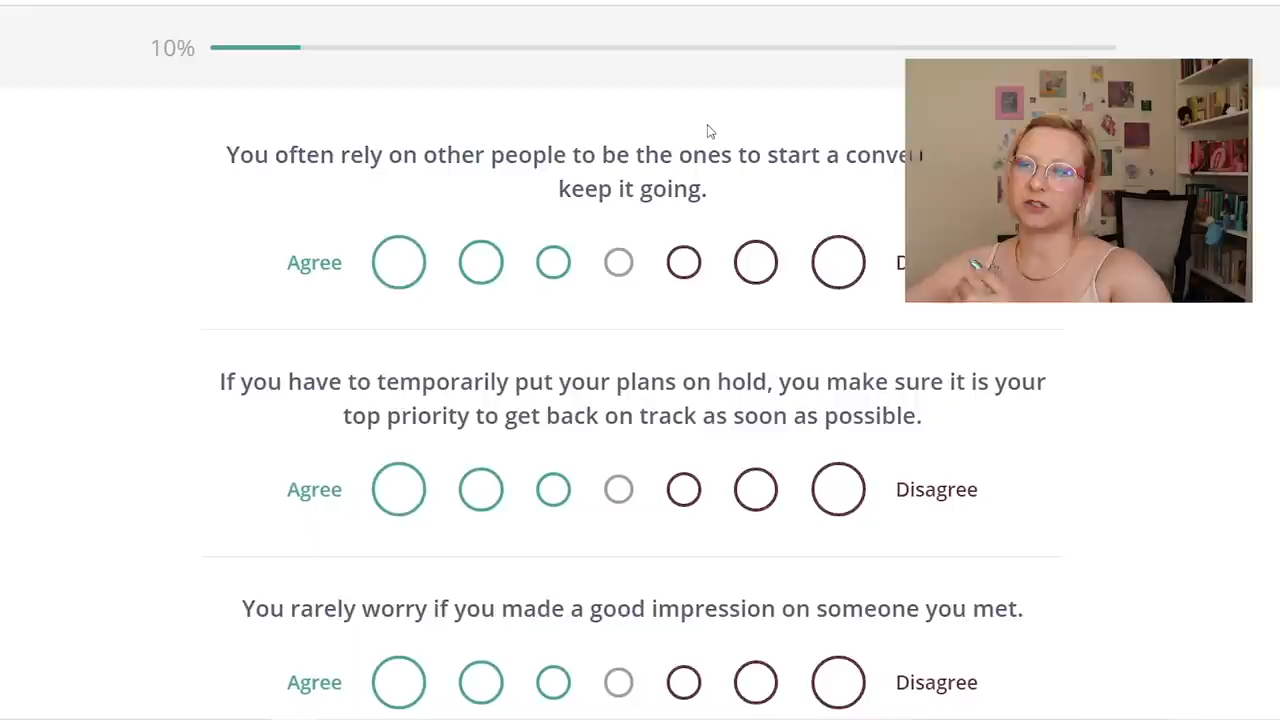 10%
You often rely on other people to be the ones to start a
keep it going.
Agree
If you have to temporarily put your plans on hold, you make sure it is your
top priority to get back on track as soon as possible.
Agree Disagree
You rarely worry if you made a good impression on someone you met.
Agree Disagree